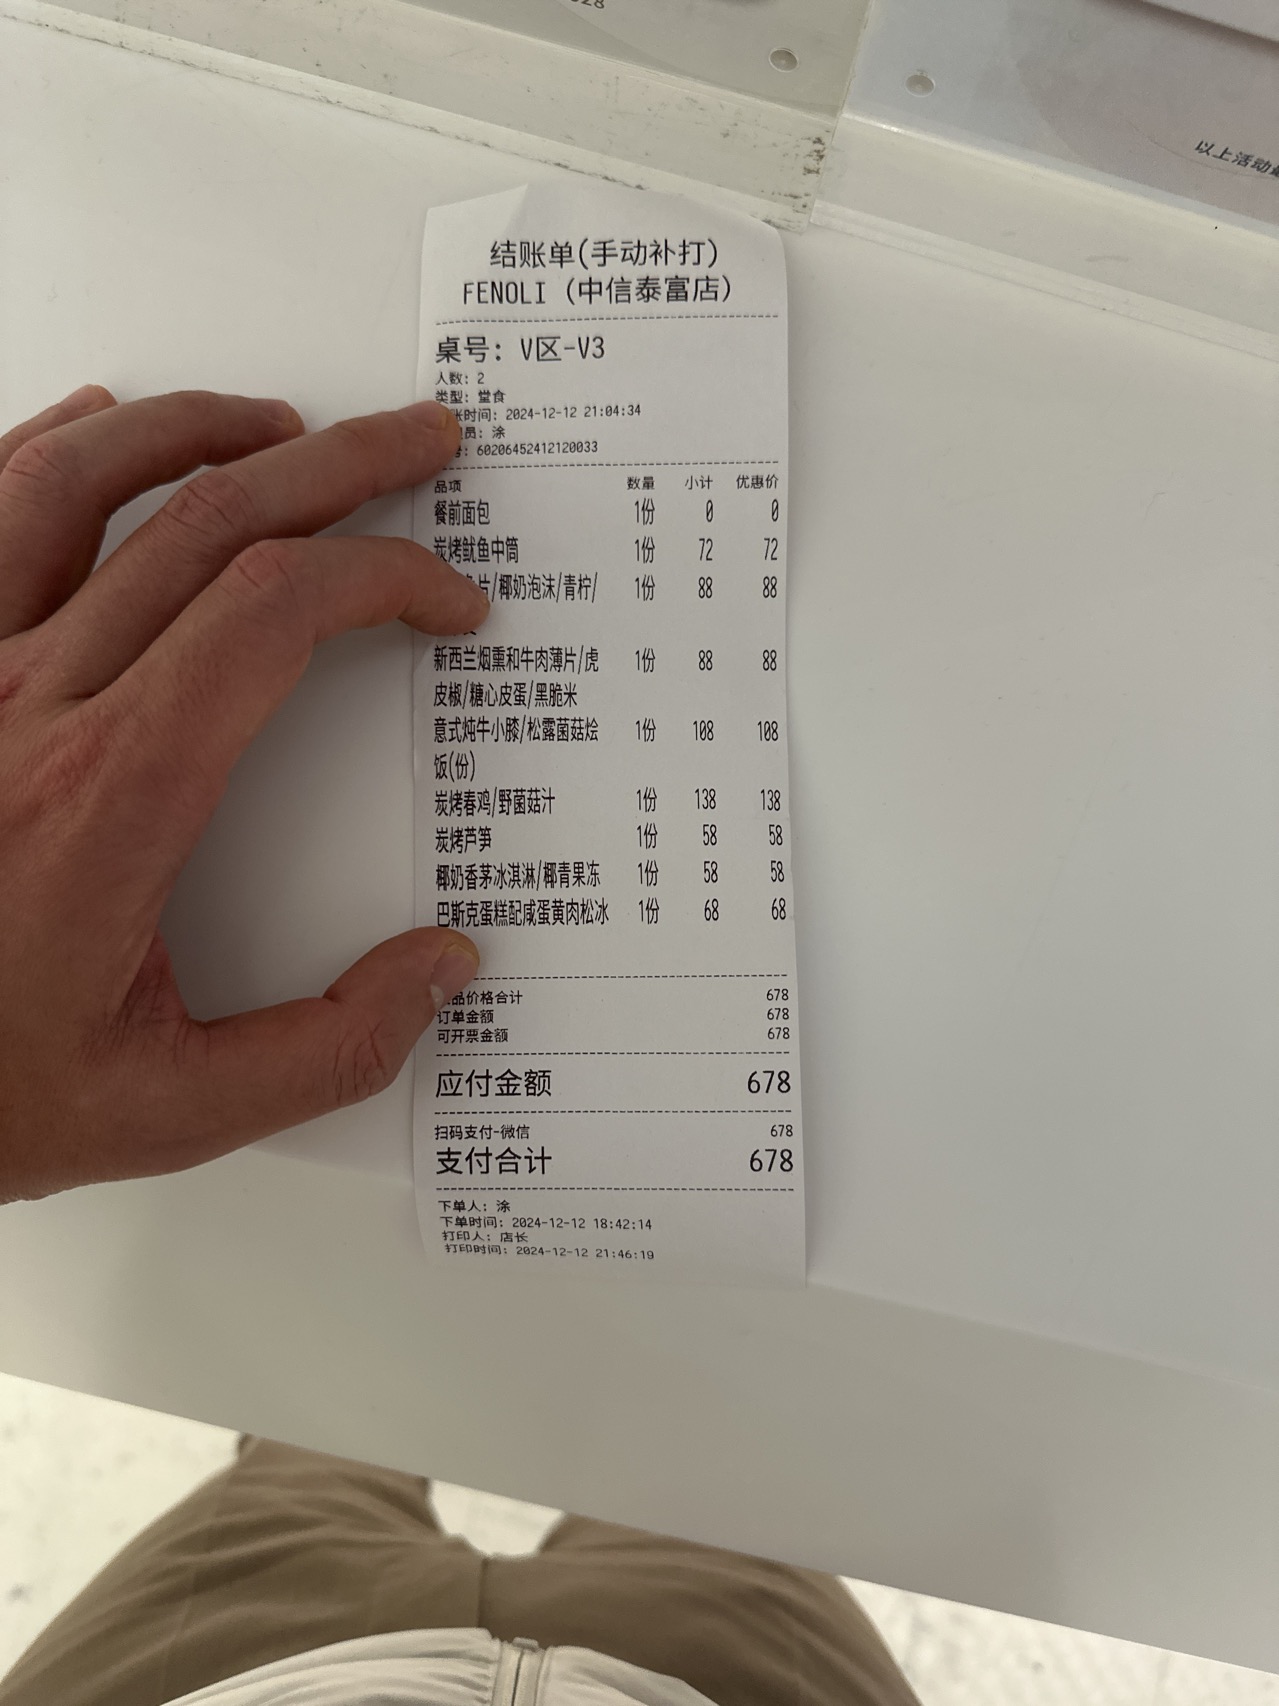 28
以上活动
结账单(手动补打)
FENOLI (中信泰富店)
桌号: V区-V3
人数: 2
类型: 堂食
账时间: 2024-12-12 21:04:34
员: 涂
号: 60206452412120033
品项 数量 小计 优惠价
餐前面包 1份 0 0
炭烤鱿鱼中筒 1份 72 72
片/椰奶泡沫/青柠/ 1份 88 88
新西兰烟熏和牛肉薄片/虎 1份 88 88
皮椒/糖心皮蛋/黑脆米
意式炖牛小膝/松露菌菇烩 1份 108 108
饭(份)
炭烤春鸡/野菌菇汁 1份 138 138
炭烤芦笋 1份 58 58
椰奶香茅冰淇淋/椰青果冻 1份 58 58
巴斯克蛋糕配咸蛋黄肉松冰 1份 68 68
品价格合计 678
订单金额 678
可开票金额 678
应付金额 678
扫码支付-微信 678
支付合计 678
下单人: 涂
下单时间: 2024-12-12 18:42:14
打印人: 店长
打印时间: 2024-12-12 21:46:19